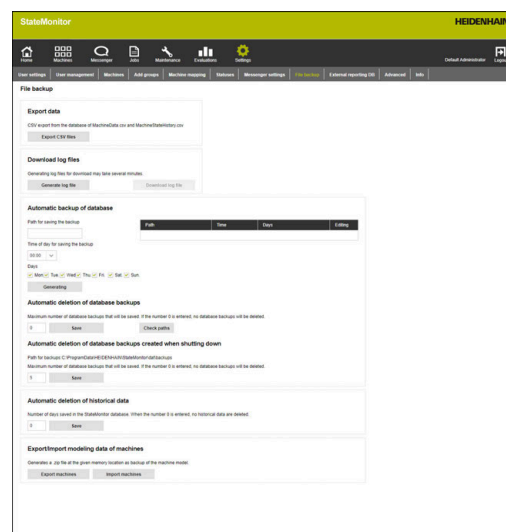 StateMonitor
HEIDENHAIN
Home Machines Messenger Jobs Maintenance Evaluations Settings Default Administrator Logout
User settings User management Machines Add groups Machine mapping Statuses Messenger settings File backup External reporting DB Advanced Info
File backup
Export data
CSV export from the database of MachineData.csv and MachineStateHistory.csv
Export CSV files
Download log files
Generating log files for download may take several minutes.
Generate log file Download log file
Automatic backup of database
Path for saving the backup
Path Time Days Editing
Time of day for saving the backup
00:00
Days
Mon Tue Wed Thu Fri Sat Sun
Generating
Automatic deletion of database backups
Maximum number of database backups that will be saved. If the number 0 is entered, no database backups will be deleted.
0 Save Check paths
Automatic deletion of database backups created when shutting down
Path for backups C:\ProgramData\HEIDENHAIN\StateMonitor\dat\backups
Maximum number of database backups that will be saved. If the number 0 is entered, no database backups will be deleted.
Save
Automatic deletion of historical data
Number of days saved in the StateMonitor database. When the number 0 is entered, no historical data are deleted.
0 Save
Export/Import modeling data of machines
Generates a .zip file at the given memory location as backup of the machine model.
Export machines Import machines